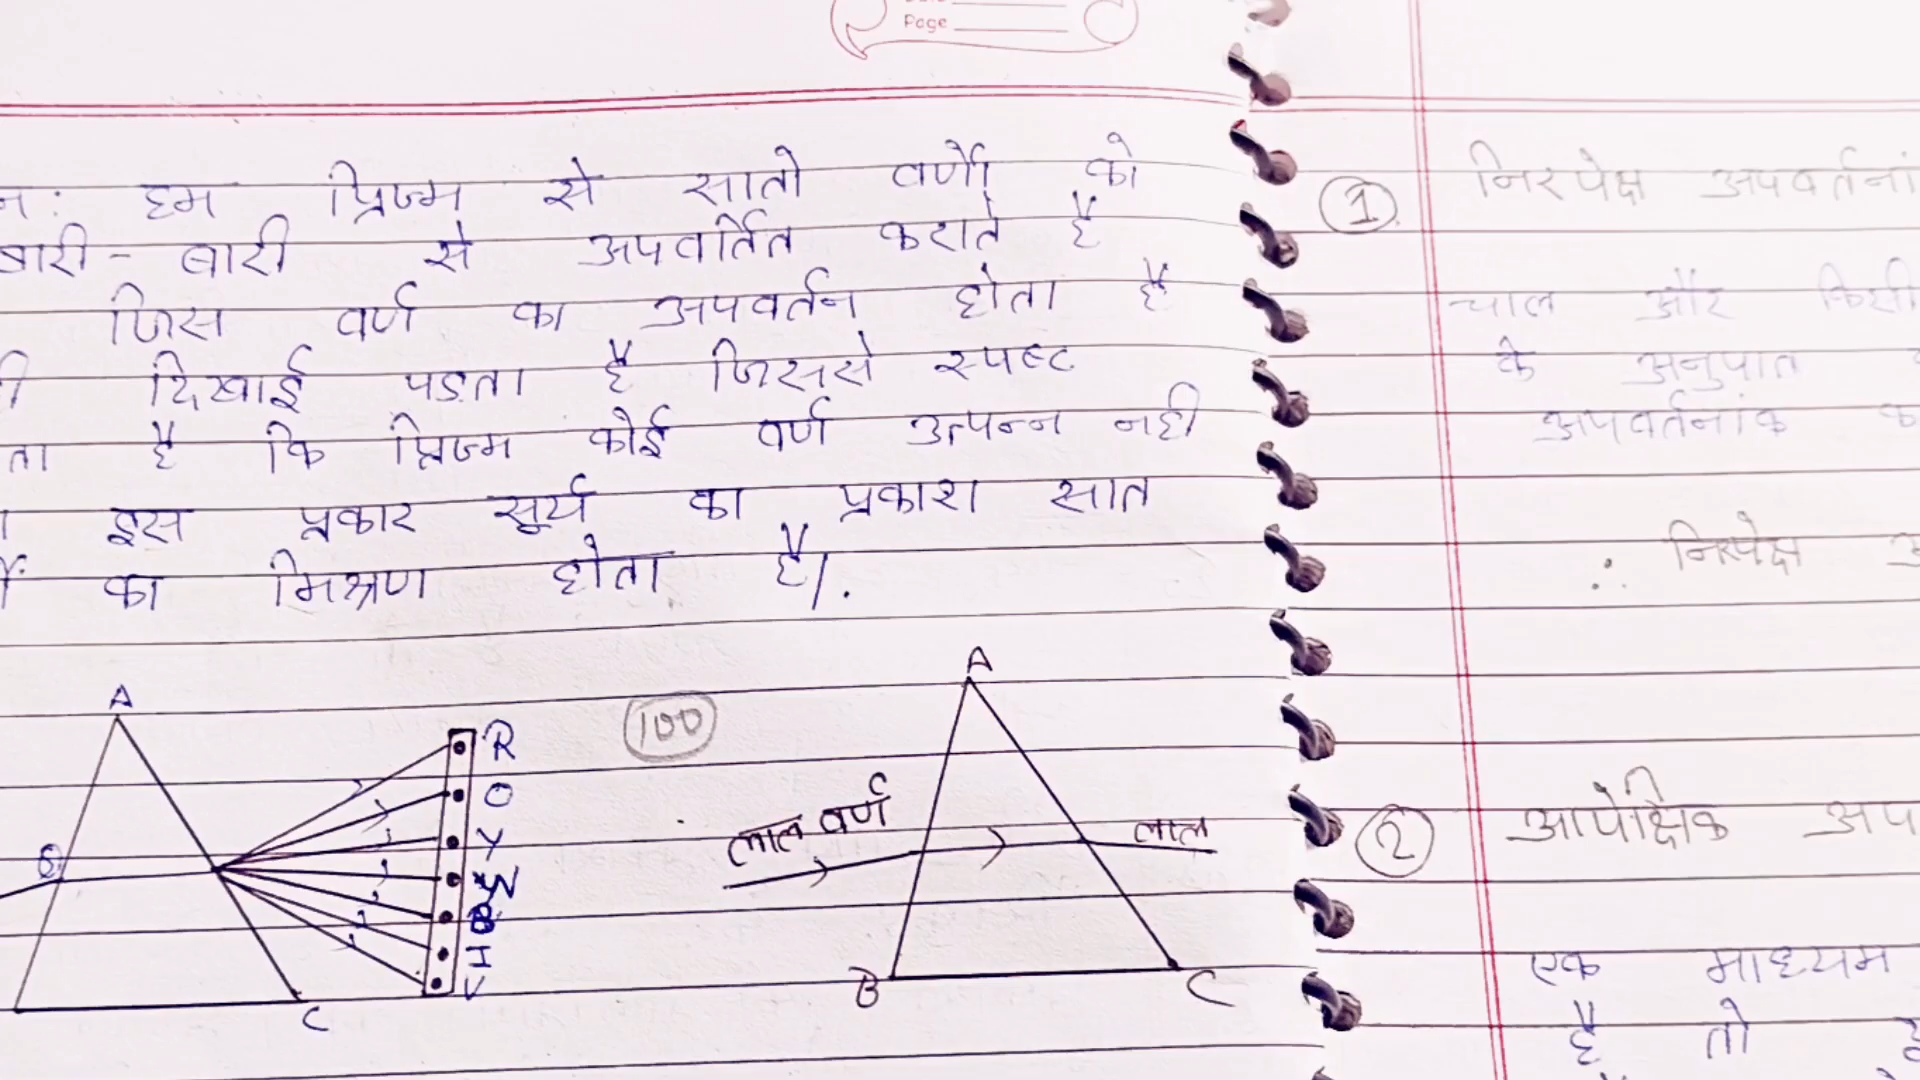 Page
न: हम प्रिज्म से सातो वर्णो को
बारी - बारी से अपवर्तित कराते है
जिस वर्ण का अपवर्तन होता है
दिखाई पडता है जिससे स्पष्ट
ता है कि प्रिज्म कोई वर्ण उत्पन्न नही
इस प्रकार सूर्य का प्रकाश सात
का मिश्रण होता है।.
A
R
O
Y
B
I
V
C
100
A
लाल वर्ण
लाल
B
C
1 निरपेक्ष अपवर्तनां
चाल और किसी
के अनुपात
अपवर्तनांक क
∴ निरपेक्ष अ
2 आपेक्षिक अप
एक माध्यम
है तो